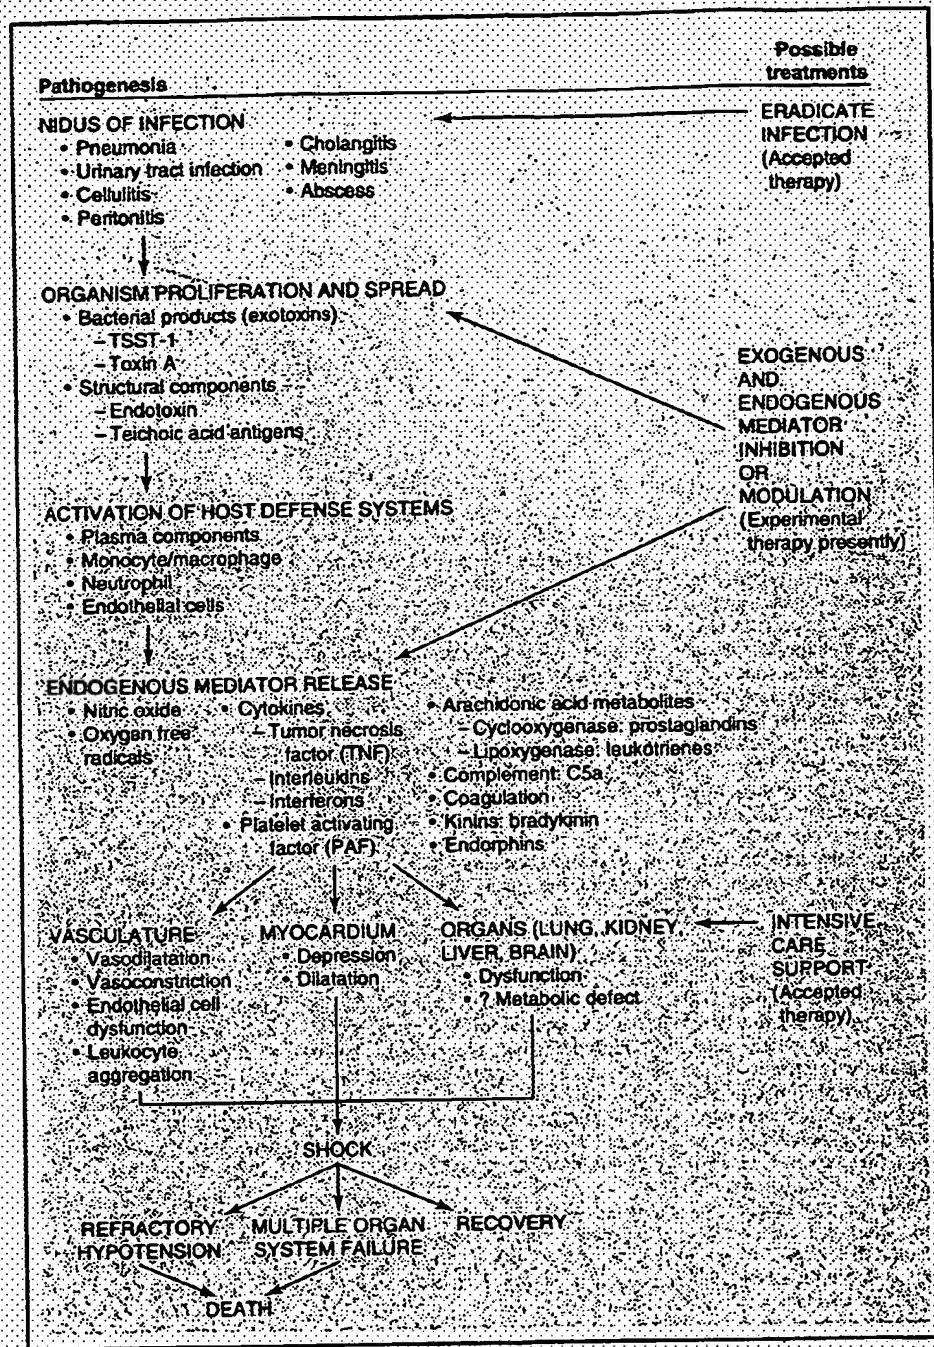 Possible
treatments
Pathogenesis
NIDUS OF INFECTION
• Pneumonia
• Urinary tract infection
• Cellulitis
• Peritonitis
• Cholangitis
• Meningitis
• Abscess
ERADICATE
INFECTION
(Accepted
therapy)
ORGANISM PROLIFERATION AND SPREAD
• Bacterial products (exotoxins)
– TSST-1
– Toxin A
• Structural components
– Endotoxin
– Teichoic acid antigens
EXOGENOUS
AND
ENDOGENOUS
MEDIATOR
INHIBITION
OR
MODULATION
(Experimental
therapy presently)
ACTIVATION OF HOST DEFENSE SYSTEMS
• Plasma components
• Monocyte/macrophage
• Neutrophil
• Endothelial cells
ENDOGENOUS MEDIATOR RELEASE
• Nitric oxide
• Oxygen free
radicals
• Cytokines
– Tumor necrosis
factor (TNF)
– Interleukins
– Interferons
• Platelet activating
factor (PAF)
• Arachidonic acid metabolites
– Cyclooxygenase: prostaglandins
– Lipoxygenase: leukotrienes
• Complement: C5a
• Coagulation
• Kinins: bradykinin
• Endorphins
VASCULATURE
• Vasodilatation
• Vasoconstriction
• Endothelial cell
dysfunction
• Leukocyte
aggregation
MYOCARDIUM
• Depression
• Dilatation
ORGANS (LUNG, KIDNEY,
LIVER, BRAIN)
• Dysfunction
• ? Metabolic defect
INTENSIVE
CARE
SUPPORT
(Accepted
therapy)
SHOCK
REFRACTORY
HYPOTENSION
MULTIPLE ORGAN
SYSTEM FAILURE
RECOVERY
DEATH